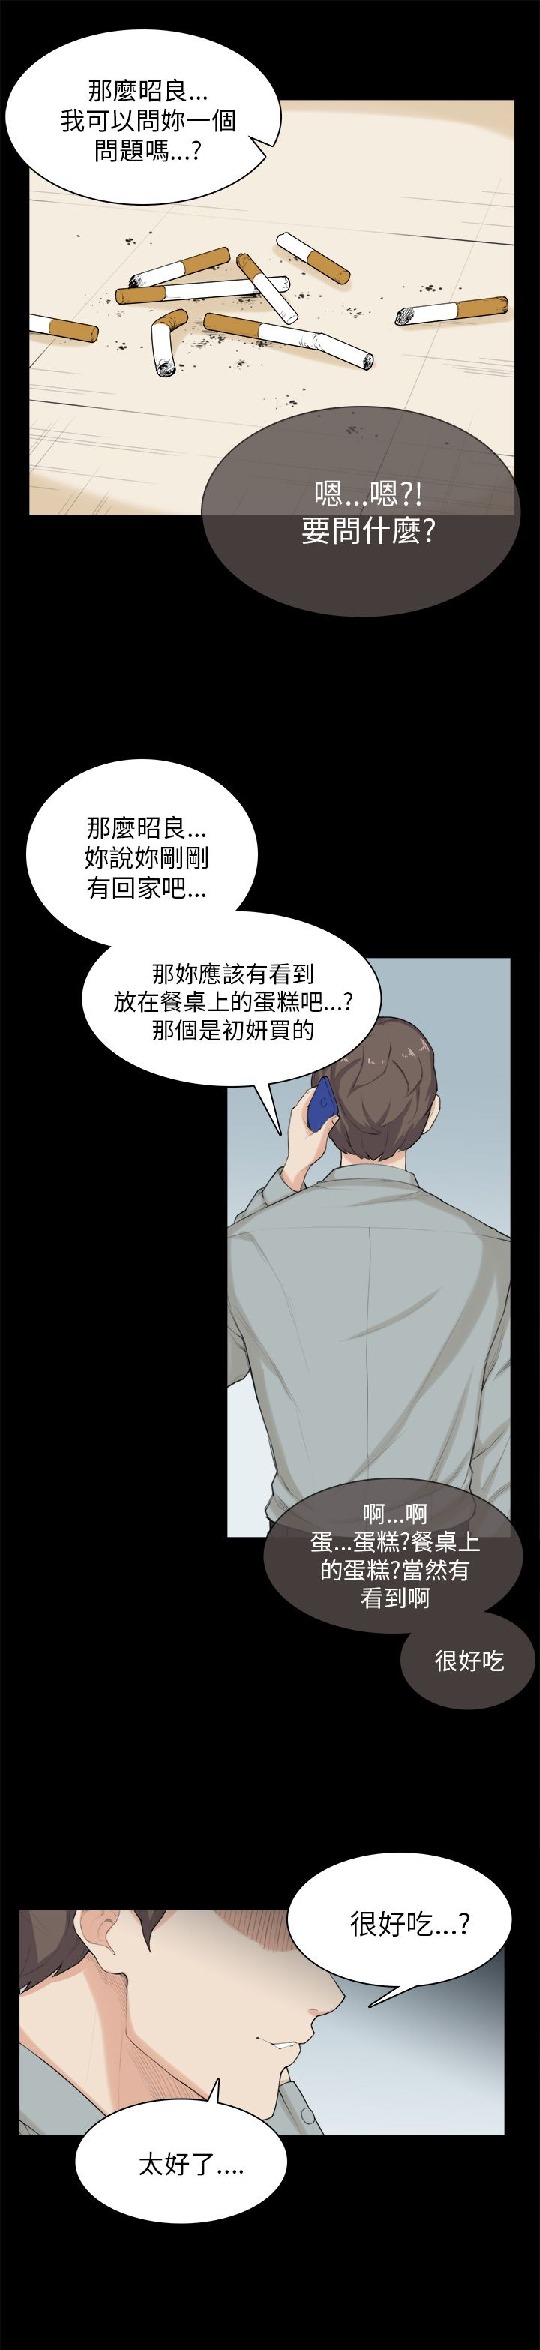 那麼昭良...
我可以問妳一個
問題嗎...?
嗯...嗯?!
要問什麼?
那麼昭良...
妳說妳剛剛
有回家吧...
那妳應該有看到
放在餐桌上的蛋糕吧...?
那個是初妍買的
啊...啊
蛋...蛋糕?餐桌上
的蛋糕?當然有
看到啊
很好吃
很好吃...?
太好了....